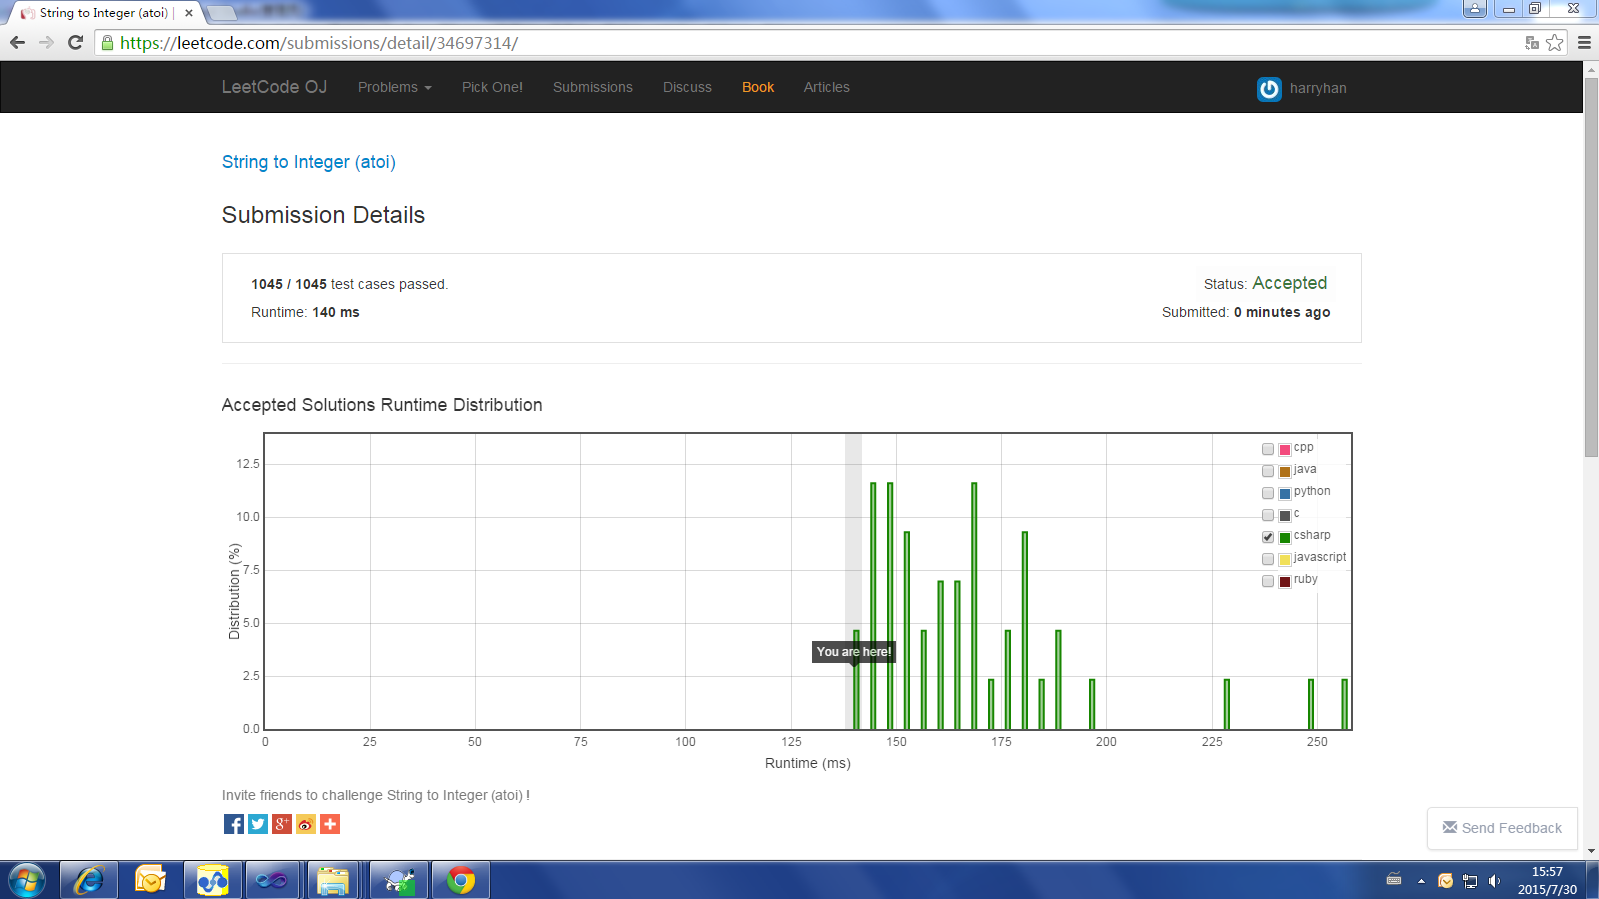 String to Integer (atoi) |
https://leetcode.com/submissions/detail/34697314/
LeetCode OJ Problems Pick One! Submissions Discuss Book Articles harryhan
String to Integer (atoi)
Submission Details
1045 / 1045 test cases passed.
Status: Accepted
Runtime: 140 ms
Submitted: 0 minutes ago
Accepted Solutions Runtime Distribution
12.5
10.0
7.5
5.0
2.5
0.0
Distribution (%)
You are here!
cpp
java
python
c
csharp
javascript
ruby
0 25 50 75 100 125 150 175 200 225 250
Runtime (ms)
Invite friends to challenge String to Integer (atoi) !
Send Feedback
15:57
2015/7/30